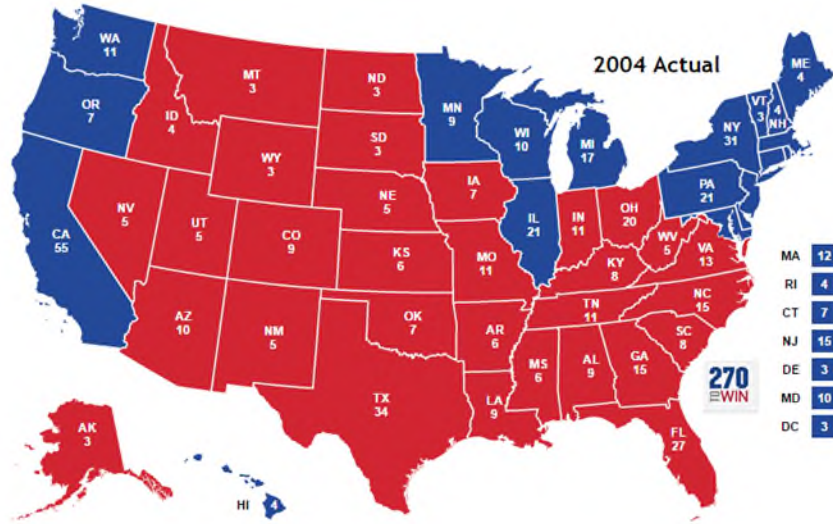 2004 Actual
WA
11
OR
7
CA
55
NV
5
ID
4
MT
3
WY
3
UT
5
AZ
10
CO
9
NM
5
ND
3
SD
3
NE
5
KS
6
OK
7
TX
34
MN
9
IA
7
MO
11
AR
6
LA
9
WI
10
IL
21
MI
17
IN
11
OH
20
KY
8
TN
11
MS
6
AL
9
GA
15
FL
27
SC
8
NC
15
VA
13
WV
5
PA
21
NY
31
VT
3
4
NH
ME
4
AK
3
HI 4
MA 12
RI 4
CT 7
NJ 15
DE 3
MD 10
DC 3
270
TO WIN